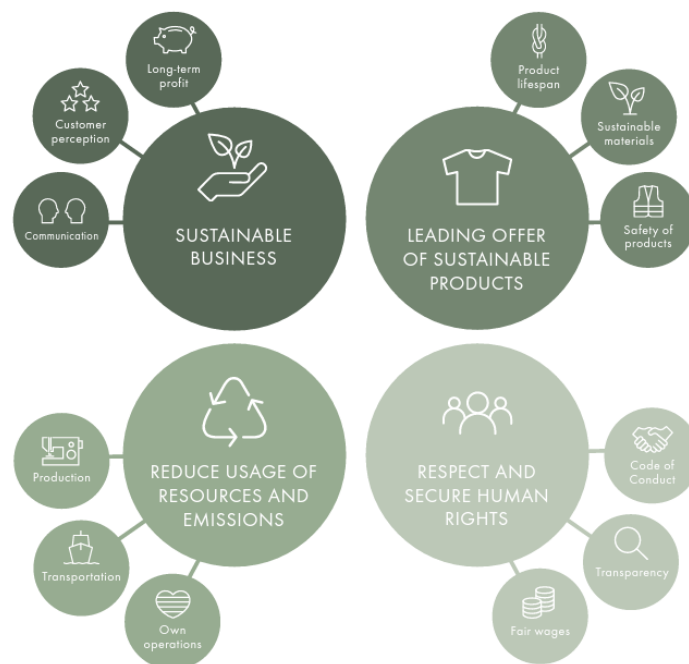 Long-term
profit
Customer
perception
Communication
SUSTAINABLE
BUSINESS
Product
lifespan
Sustainable
materials
Safety of
products
LEADING OFFER
OF SUSTAINABLE
PRODUCTS
REDUCE USAGE OF
RESOURCES AND
EMISSIONS
Production
Transportation
Own
operations
RESPECT AND
SECURE HUMAN
RIGHTS
Code of
Conduct
Transparency
Fair wages